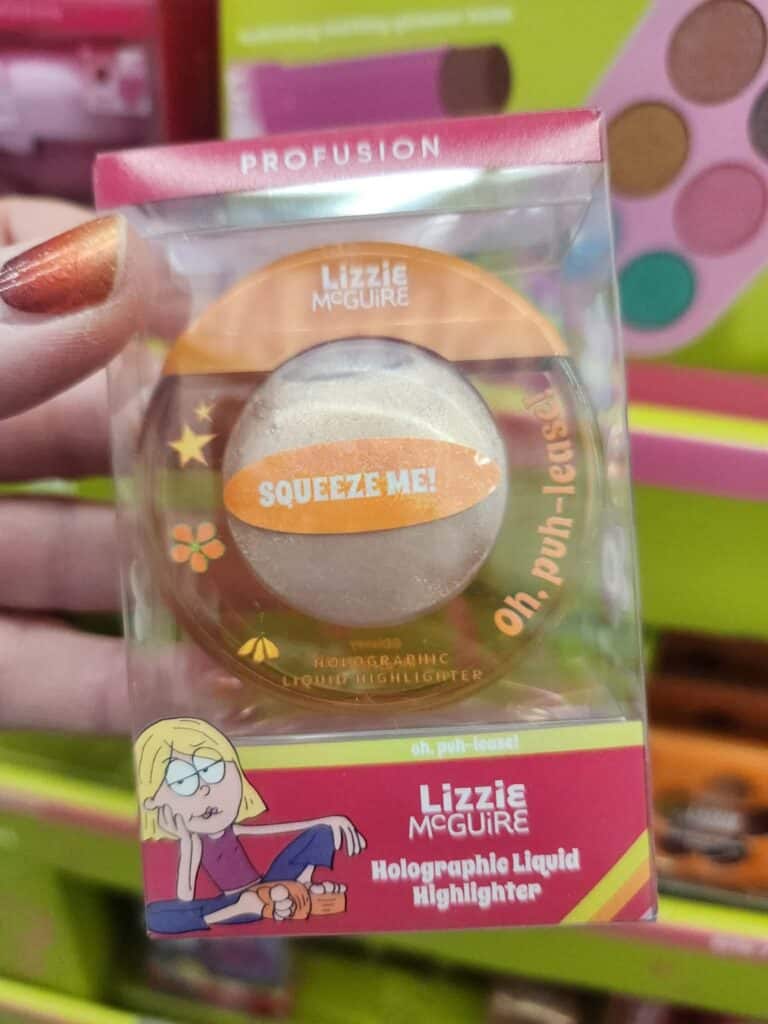 PROFUSION
Lizzie
McGUiRE
SQUEEZE ME!
Oh, puh-lease!
HOLOGRAPHIC
LIQUID HIGHLIGHTER
oh, puh-lease!
Lizzie
McGUiRE
Holographic Liquid
Highlighter